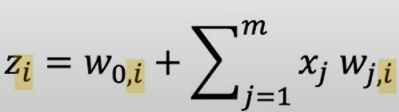 z_i = w_{0,i} + \sum_{j=1}^{m} x_j w_{j,i}